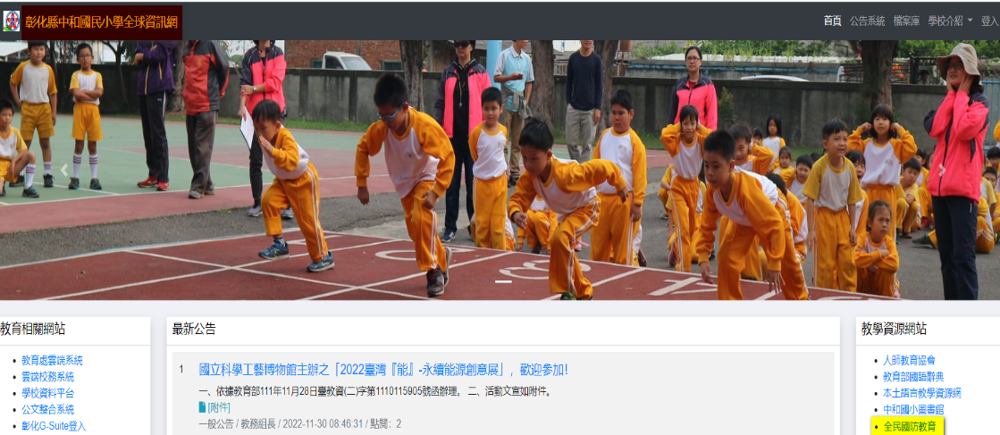 彰化縣中和國民小學全球資訊網
首頁 公告系統 檔案庫 學校介紹 登入
教育相關網站
教育處雲端系統
雲端校務系統
學校資料平台
公文整合系統
彰化G-Suite登入
最新公告
1 國立科學工藝博物館主辦之「2022臺灣『能』-永續能源創意展」，歡迎參加!
一、依據教育部111年11月28日臺教資(二)字第1110115905號函辦理。 二、活動文宣如附件。
[附件]
一般公告 / 教務組長 / 2022-11-30 08:46:31 / 點閱：2
教學資源網站
人師教育協會
教育部國語辭典
本土語言教學資源網
中和國小圖書館
全民國防教育